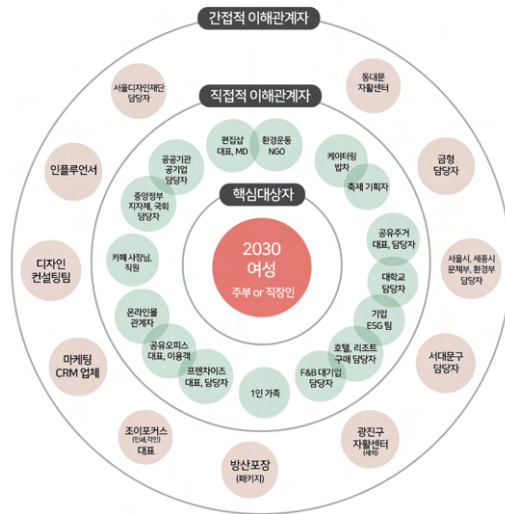 간접적 이해관계자
서울디자인재단
담당자
동대문
자활센터
직접적 이해관계자
인플루언서
공공기관
공기업
담당자
편집샵
대표, MD
환경운동
NGO
케이터링
밥차
축제 기획자
금형
담당자
중앙정부
지자체, 국회
담당자
핵심대상자
공유주거
대표, 담당자
디자인
컨설팅팀
카페 사장님,
직원
2030
여성
주부 or 직장인
대학교
담당자
서울시, 세종시
문체부, 환경부
담당자
온라인몰
관계자
기업
ESG 팀
마케팅
CRM 업체
공유오피스
대표, 이용객
프렌차이즈
대표, 담당자
1인 가족
F&B 대기업
담당자
호텔, 리조트
구매 담당자
서대문구
담당자
조이포커스
(인쇄,각인)
대표
방산포장
(패키지)
광진구
자활센터
(세척)